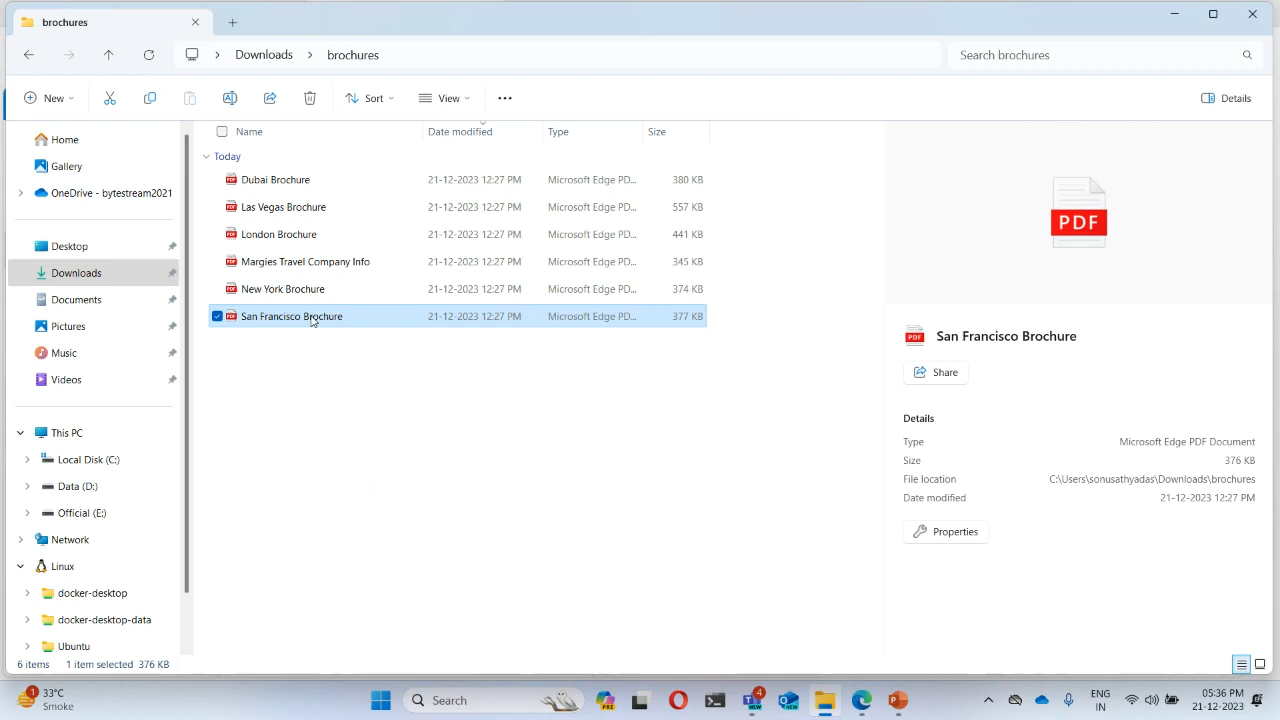 brochures
Downloads > brochures
Search brochures
New
Sort
View
Details
Home
Gallery
OneDrive - bytestream2021
Desktop
Downloads
Documents
Pictures
Music
Videos
This PC
Local Disk (C:)
Data (D:)
Official (E:)
Network
Linux
docker-desktop
docker-desktop-data
Ubuntu
Name Date modified Type Size
Today
Dubai Brochure 21-12-2023 12:27 PM Microsoft Edge PD... 380 KB
Las Vegas Brochure 21-12-2023 12:27 PM Microsoft Edge PD... 557 KB
London Brochure 21-12-2023 12:27 PM Microsoft Edge PD... 441 KB
Margies Travel Company Info 21-12-2023 12:27 PM Microsoft Edge PD... 345 KB
New York Brochure 21-12-2023 12:27 PM Microsoft Edge PD... 374 KB
San Francisco Brochure 21-12-2023 12:27 PM Microsoft Edge PD... 377 KB
PDF
PDF San Francisco Brochure
Share
Details
Type Microsoft Edge PDF Document
Size 376 KB
File location C:\Users\sonusathyadas\Downloads\brochures
Date modified 21-12-2023 12:27 PM
Properties
6 items 1 item selected 376 KB
1 33°C
Smoke
Search
PRE
4
NEW
NEW
ENG
IN
05:36 PM
21-12-2023